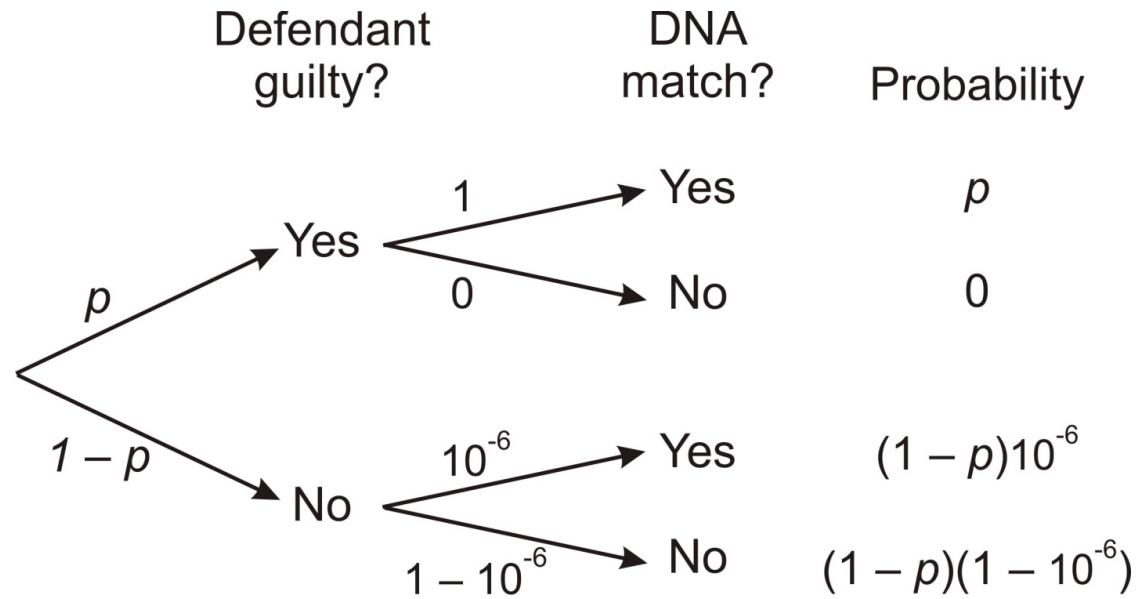 Defendant guilty?
DNA match?
Probability
p
1 – p
Yes
1
0
Yes
p
No
0
No
10⁻⁶
1 – 10⁻⁶
Yes
(1 – p)10⁻⁶
No
(1 – p)(1 – 10⁻⁶)